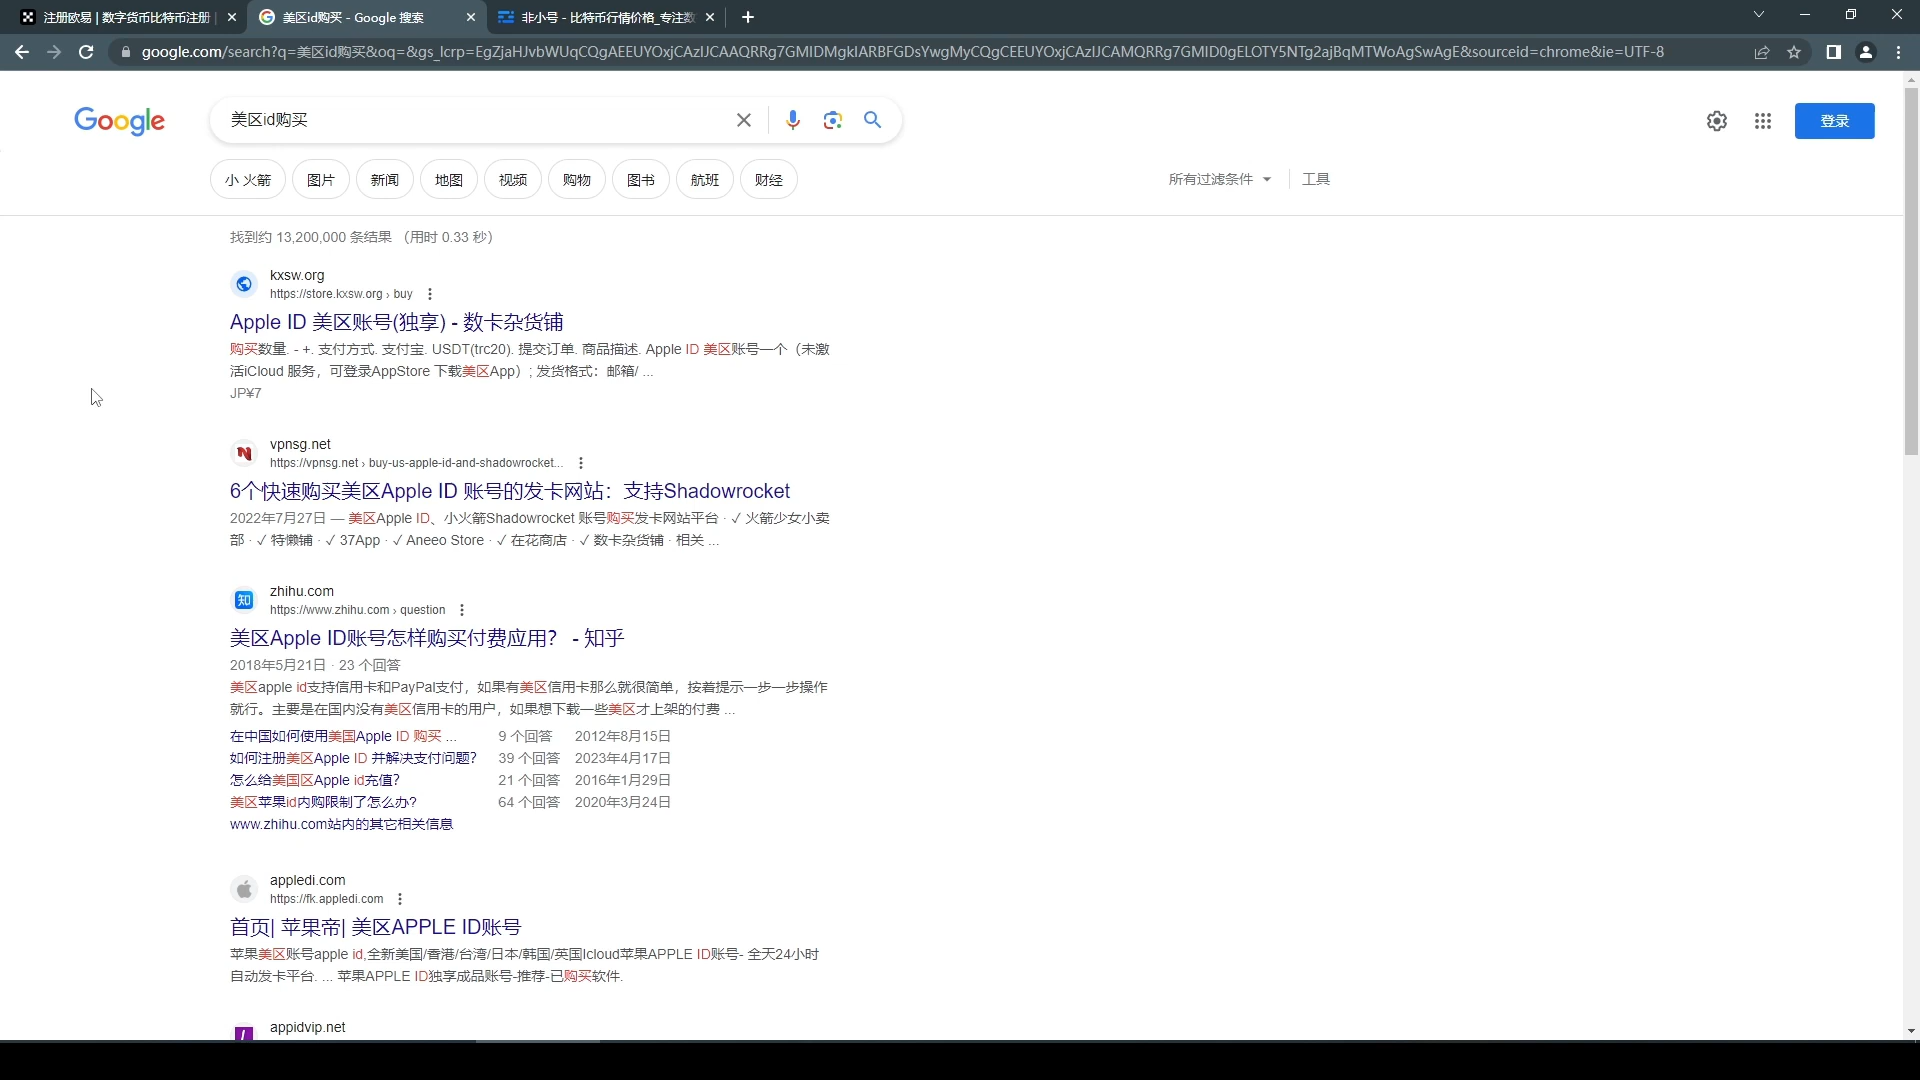 注册欧易 | 数字货币比特币注册
美区id购买 - Google 搜索
非小号 - 比特币行情价格_专注数
google.com/search?q=美区id购买&oq=&gs_lcrp=EgZjaHJvbWUqCQgAEEUYOxjCAzIJCAAQRRg7GMIDMgkIARBFGDsYwgMyCQgCEEUYOxjCAzIJCAMQRRg7GMID0gELOTY5NTg2ajBqMTWoAgSwAgE&sourceid=chrome&ie=UTF-8
Google
美区id购买
登录
小 火箭
图片
新闻
地图
视频
购物
图书
航班
财经
所有过滤条件
工具
找到约 13,200,000 条结果 （用时 0.33 秒）
kxsw.org
https://store.kxsw.org › buy
Apple ID 美区账号(独享) - 数卡杂货铺
购买数量. - +. 支付方式. 支付宝. USDT(trc20). 提交订单. 商品描述. Apple ID 美区账号一个（未激
活iCloud 服务，可登录AppStore 下载美区App）; 发货格式：邮箱/ ...
JP¥7
vpnsg.net
https://vpnsg.net › buy-us-apple-id-and-shadowrocket...
6个快速购买美区Apple ID 账号的发卡网站：支持Shadowrocket
2022年7月27日 — 美区Apple ID、小火箭Shadowrocket 账号购买发卡网站平台 · ✓ 火箭少女小卖
部 · ✓ 特懒铺 · ✓ 37App · ✓ Aneeo Store · ✓ 在花商店 · ✓ 数卡杂货铺 · 相关 ...
zhihu.com
https://www.zhihu.com › question
美区Apple ID账号怎样购买付费应用？ - 知乎
2018年5月21日 · 23 个回答
美区apple id支持信用卡和PayPal支付，如果有美区信用卡那么就很简单，按着提示一步一步操作
就行。主要是在国内没有美区信用卡的用户，如果想下载一些美区才上架的付费 ...
在中国如何使用美国Apple ID 购买 ... 9 个回答 2012年8月15日
如何注册美区Apple ID 并解决支付问题? 39 个回答 2023年4月17日
怎么给美国区Apple id充值? 21 个回答 2016年1月29日
美区苹果id内购限制了怎么办? 64 个回答 2020年3月24日
www.zhihu.com站内的其它相关信息
appledi.com
https://fk.appledi.com
首页| 苹果帝| 美区APPLE ID账号
苹果美区账号apple id,全新美国/香港/台湾/日本/韩国/英国Icloud苹果APPLE ID账号- 全天24小时
自动发卡平台. ... 苹果APPLE ID独享成品账号-推荐-已购买软件.
appidvip.net